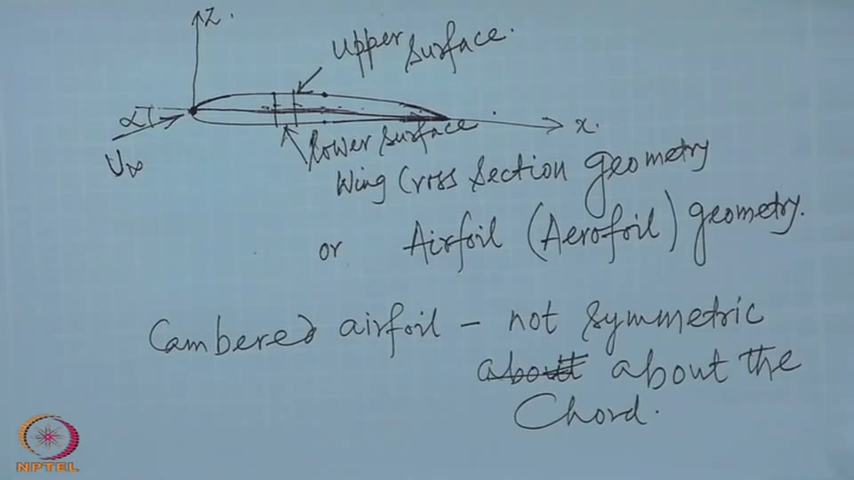 z.
Upper surface.
α
x.
U∞
lower surface
Wing Cross Section geometry
or Airfoil (Aerofoil) geometry.
Cambered airfoil - not symmetric
about about the
Chord.
NPTEL